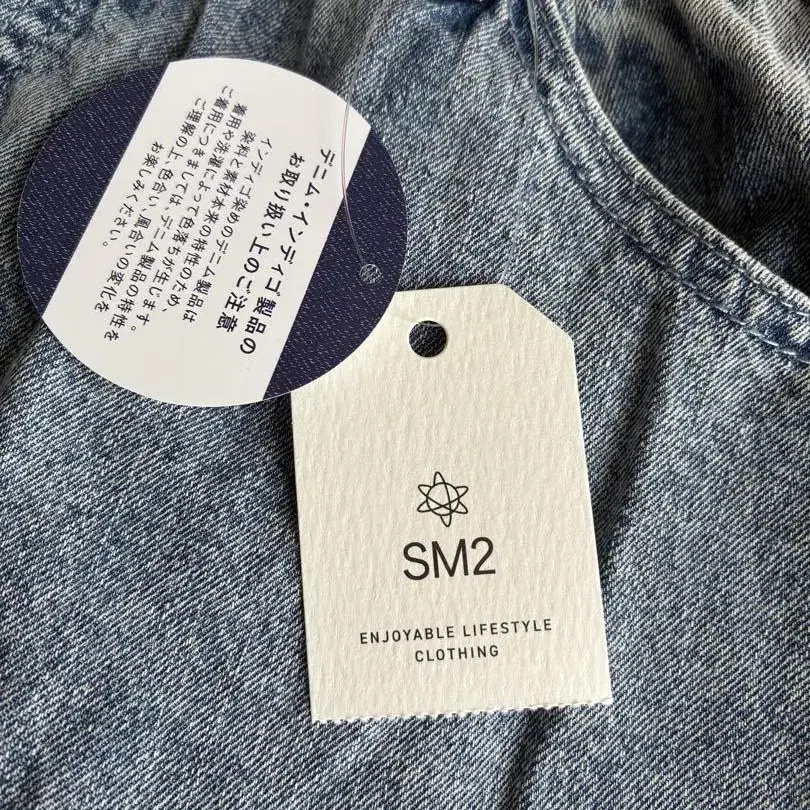 デニム・インディゴ製品の
お取り扱い上のご注意
インディゴ染めのデニム製品は
染料と素材本来の特性のため、
着用や洗濯によって色落ちが生じます。
ご着用につきましては、デニム製品の特性を
ご理解の上、色合い、風合いの変化を
お楽しみください。
SM2
ENJOYABLE LIFESTYLE
CLOTHING